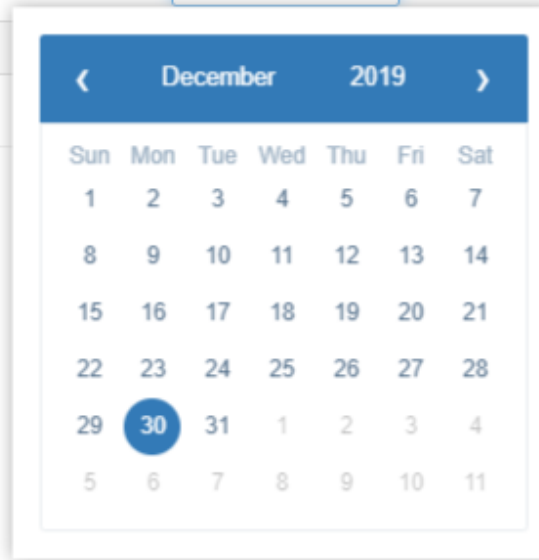 ❮ December 2019 ❯
Sun Mon Tue Wed Thu Fri Sat
1 2 3 4 5 6 7
8 9 10 11 12 13 14
15 16 17 18 19 20 21
22 23 24 25 26 27 28
29 30 31 1 2 3 4
5 6 7 8 9 10 11